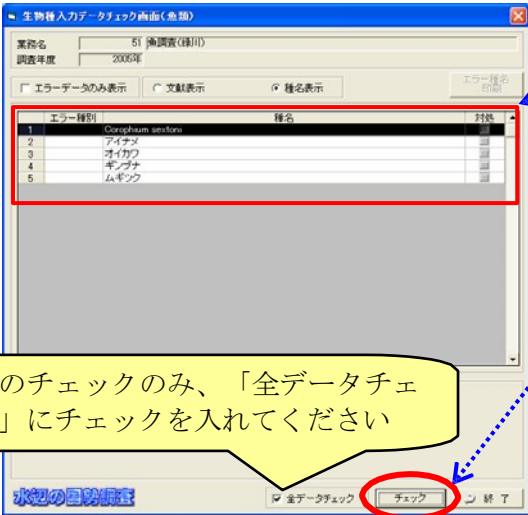 生物種入力データチェック画面(魚類)
業務名 51 魚調査(緑川)
調査年度 2005年
エラーデータのみ表示 文献表示 種名表示 エラー種名
印刷
エラー種別 種名 対処
1 Corophium sextoni
2 アイナメ
3 オイカワ
4 ギンブナ
5 ムギツク
のチェックのみ、「全データチェ
」にチェックを入れてください
水辺の国勢調査 全データチェック チェック 終了